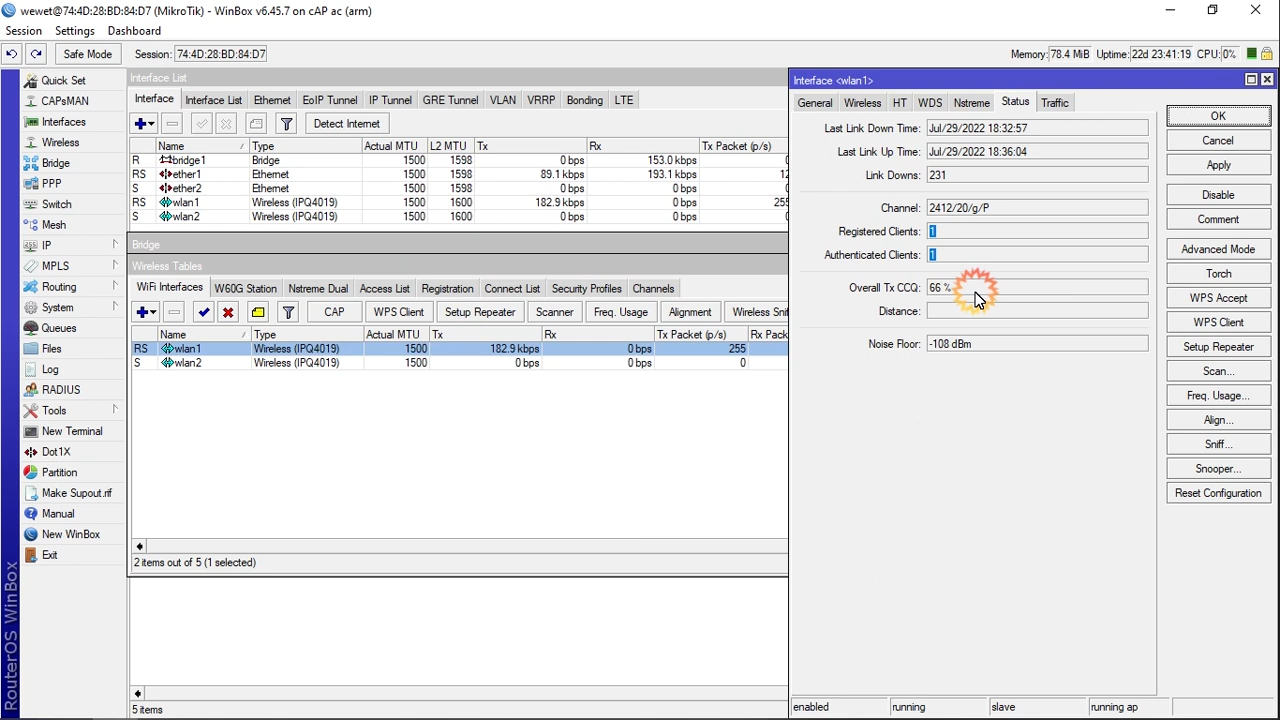 wewet@74:4D:28:BD:84:D7 (MikroTik) - WinBox v6.45.7 on cAP ac (arm)
Session Settings Dashboard
Safe Mode Session: 74:4D:28:BD:84:D7 Memory: 78.4 MiB Uptime: 22d 23:41:19 CPU: 0%
Quick Set
CAPsMAN
Interfaces
Wireless
Bridge
PPP
Switch
Mesh
IP
MPLS
Routing
System
Queues
Files
Log
RADIUS
Tools
New Terminal
Dot1X
Partition
Make Supout.rif
Manual
New WinBox
Exit
RouterOS WinBox
Interface List
Interface Interface List Ethernet EoIP Tunnel IP Tunnel GRE Tunnel VLAN VRRP Bonding LTE
Detect Internet
Name / Type Actual MTU L2 MTU Tx Rx Tx Packet (p/s)
R bridge1 Bridge 1500 1598 0 bps 153.0 kbps
RS ether1 Ethernet 1500 1598 89.1 kbps 193.1 kbps 12
S ether2 Ethernet 1500 1598 0 bps 0 bps
RS wlan1 Wireless (IPQ4019) 1500 1600 182.9 kbps 0 bps 255
S wlan2 Wireless (IPQ4019) 1500 1600 0 bps 0 bps
Bridge
Wireless Tables
WiFi Interfaces W60G Station Nstreme Dual Access List Registration Connect List Security Profiles Channels
CAP WPS Client Setup Repeater Scanner Freq. Usage Alignment Wireless Snif
Name / Type Actual MTU Tx Rx Tx Packet (p/s) Rx Pack
RS wlan1 Wireless (IPQ4019) 1500 182.9 kbps 0 bps 255
S wlan2 Wireless (IPQ4019) 1500 0 bps 0 bps 0
2 items out of 5 (1 selected)
5 items
Interface <wlan1>
General Wireless HT WDS Nstreme Status Traffic
Last Link Down Time: Jul/29/2022 18:32:57
Last Link Up Time: Jul/29/2022 18:36:04
Link Downs: 231
Channel: 2412/20/g/P
Registered Clients: 1
Authenticated Clients: 1
Overall Tx CCQ: 66 %
Distance:
Noise Floor: -108 dBm
OK
Cancel
Apply
Disable
Comment
Advanced Mode
Torch
WPS Accept
WPS Client
Setup Repeater
Scan...
Freq. Usage...
Align...
Sniff...
Snooper...
Reset Configuration
enabled running slave running ap